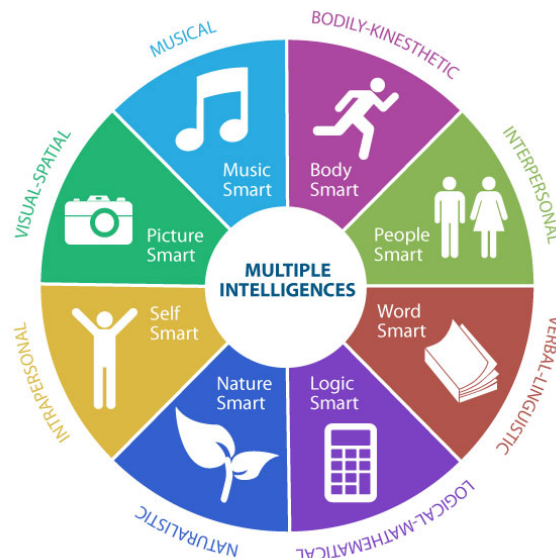 MUSICAL
BODILY-KINESTHETIC
INTERPERSONAL
VERBAL-LINGUISTIC
LOGICAL-MATHEMATICAL
NATURALISTIC
INTRAPERSONAL
VISUAL-SPATIAL
Music
Smart
Body
Smart
People
Smart
Word
Smart
Logic
Smart
Nature
Smart
Self
Smart
Picture
Smart
MULTIPLE
INTELLIGENCES